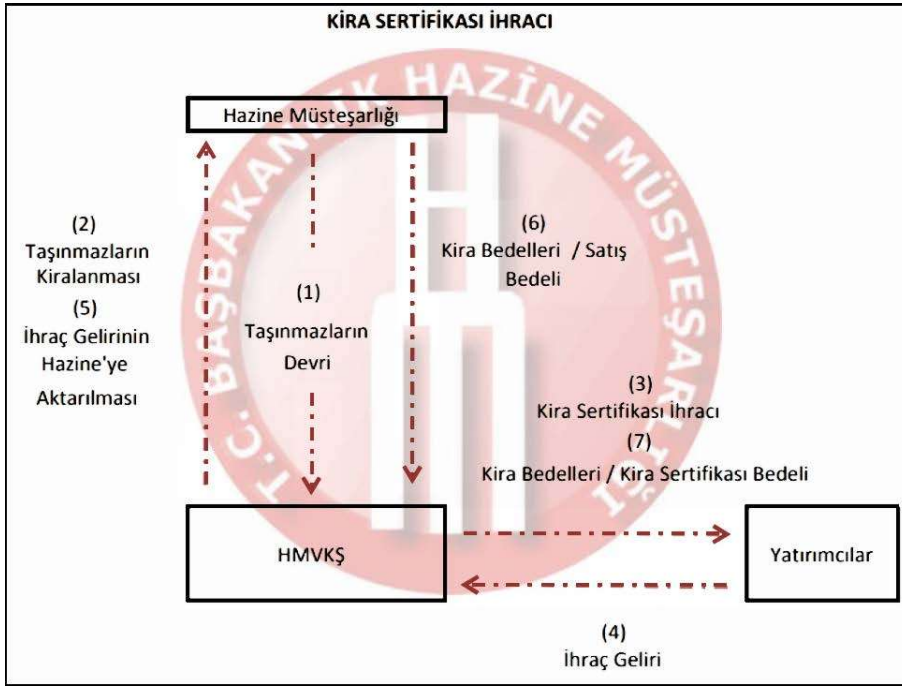 KİRA SERTİFİKASI İHRACI
T.C. BAŞBAKANLIK HAZİNE MÜSTEŞARLIĞI
Hazine Müsteşarlığı
(2)
Taşınmazların
Kiralanması
(5)
İhraç Gelirinin
Hazine'ye
Aktarılması
(1)
Taşınmazların
Devri
(6)
Kira Bedelleri / Satış
Bedeli
(3)
Kira Sertifikası İhracı
(7)
Kira Bedelleri / Kira Sertifikası Bedeli
HMVKŞ
Yatırımcılar
(4)
İhraç Geliri